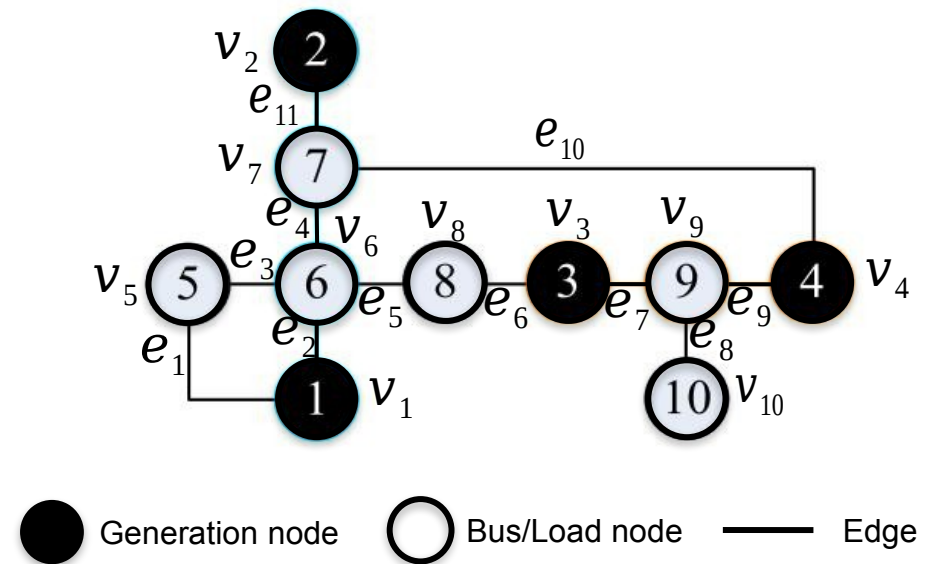 v2
2
e11
e10
v7
7
e4
v6
v8
v3
v9
v5
5
e3
6
e5
8
e6
3
e7
9
e9
4
v4
e1
e2
e8
1
v1
10
v10
Generation node
Bus/Load node
Edge